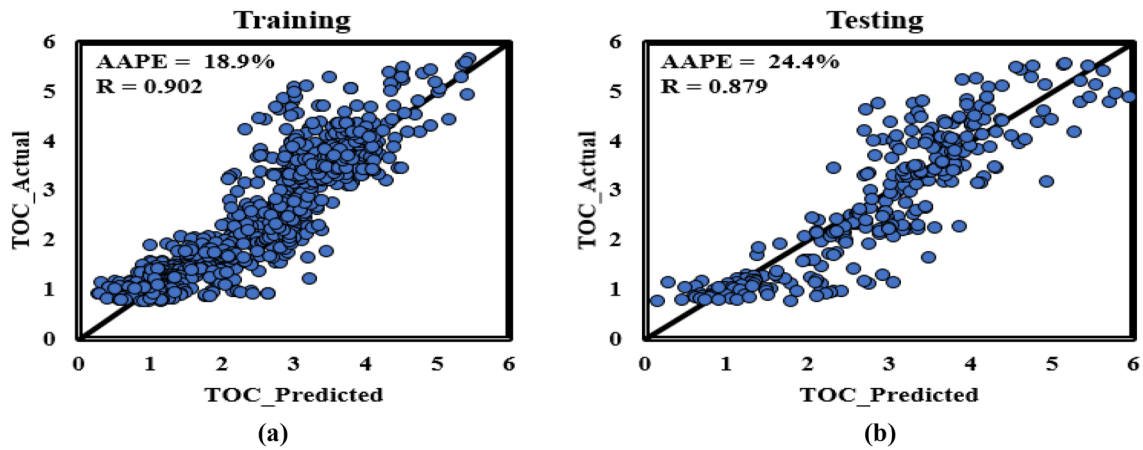 Training
AAPE = 18.9%
R = 0.902
6
5
4
3
2
1
0
TOC_Actual
0 1 2 3 4 5 6
TOC_Predicted
(a)
Testing
AAPE = 24.4%
R = 0.879
6
5
4
3
2
1
0
TOC_Actual
0 1 2 3 4 5 6
TOC_Predicted
(b)